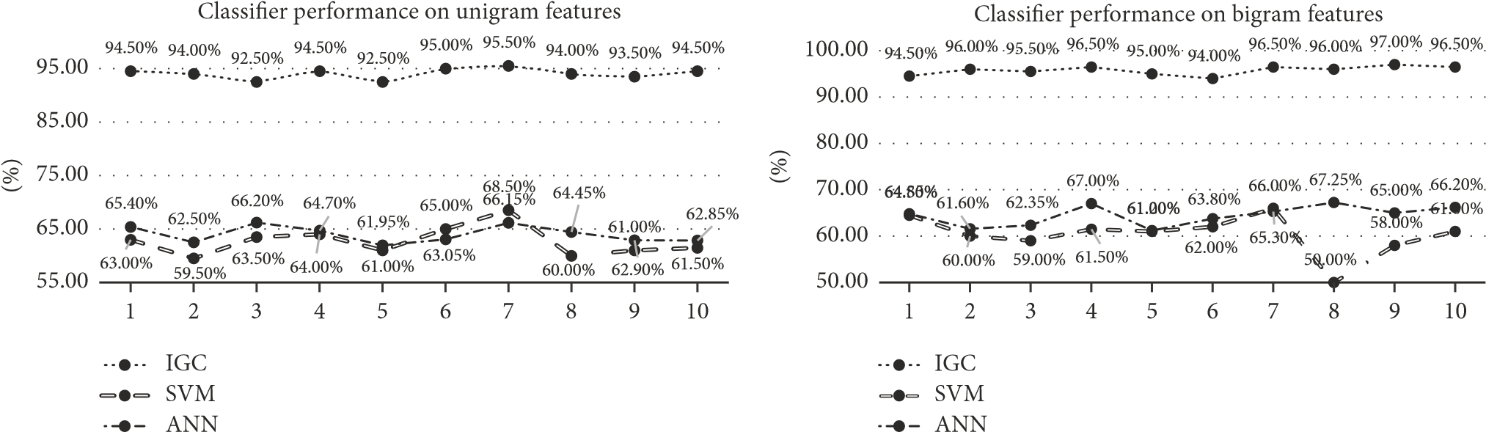 Classifier performance on unigram features
94.50% 94.00% 92.50% 94.50% 92.50% 95.00% 95.50% 94.00% 93.50% 94.50%
95.00
85.00
75.00
65.00
55.00
(%)
65.40% 62.50% 66.20% 64.70% 61.95% 65.00% 68.50% 66.15% 64.45% 61.00% 62.85%
63.00% 59.50% 63.50% 64.00% 61.00% 63.05% 60.00% 62.90% 61.50%
1 2 3 4 5 6 7 8 9 10
IGC
SVM
ANN
Classifier performance on bigram features
94.50% 96.00% 95.50% 96.50% 95.00% 94.00% 96.50% 96.00% 97.00% 96.50%
100.00
90.00
80.00
70.00
60.00
50.00
(%)
61.60% 62.35% 67.00% 63.80% 66.00% 67.25% 65.00% 66.20%
60.00% 59.00% 61.50% 62.00% 65.30% 50.00% 58.00%
1 2 3 4 5 6 7 8 9 10
IGC
SVM
ANN